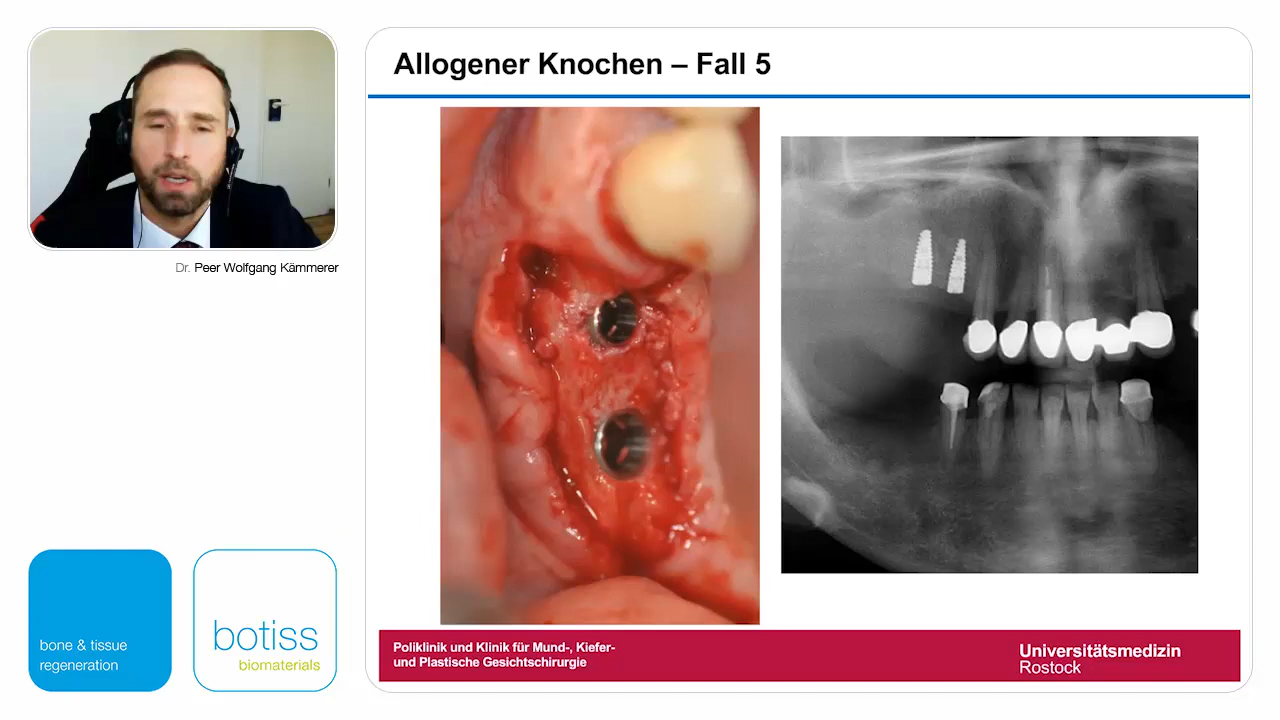 Allogener Knochen – Fall 5
Dr. Peer Wolfgang Kämmerer
bone & tissue
regeneration
botiss
biomaterials
Poliklinik und Klinik für Mund-, Kiefer-
und Plastische Gesichtschirurgie
Universitätsmedizin
Rostock